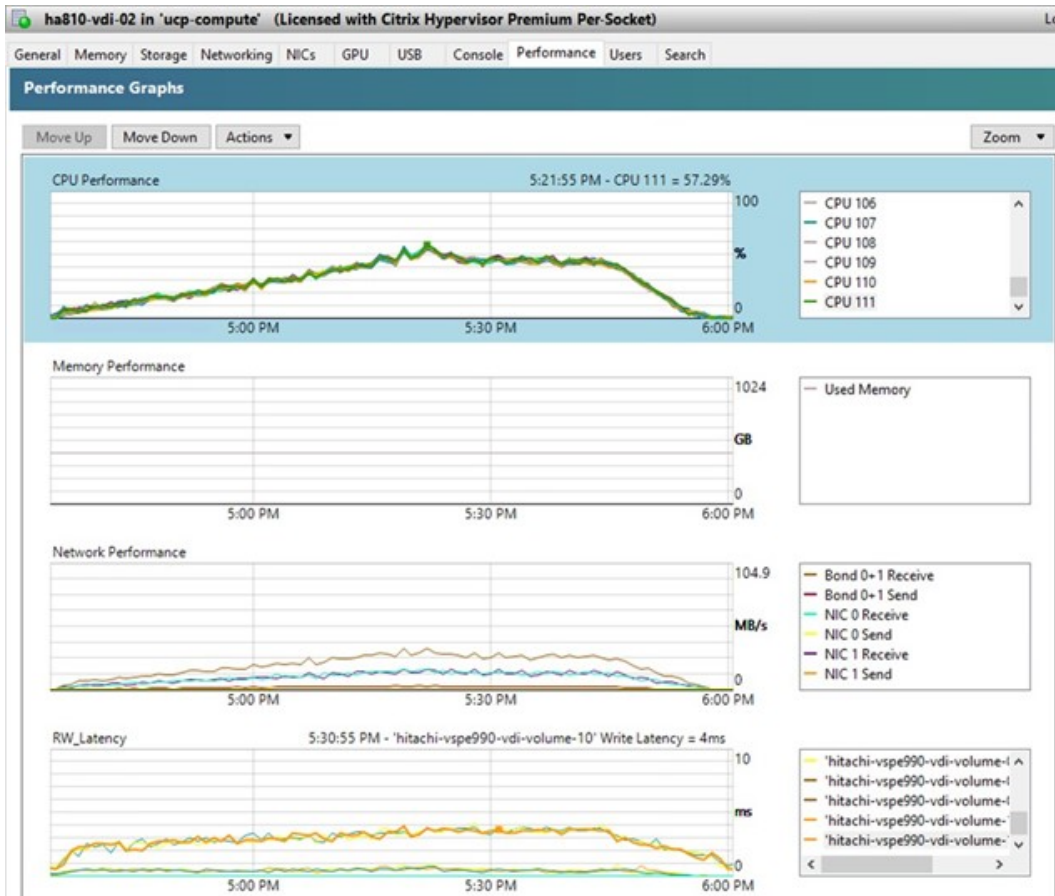 ha810-vdi-02 in 'ucp-compute' (Licensed with Citrix Hypervisor Premium Per-Socket)
General Memory Storage Networking NICs GPU USB Console Performance Users Search
Performance Graphs
Move Up Move Down Actions Zoom
CPU Performance 5:21:55 PM - CPU 111 = 57.29%
100
%
0
5:00 PM 5:30 PM 6:00 PM
CPU 106
CPU 107
CPU 108
CPU 109
CPU 110
CPU 111
Memory Performance
1024
GB
0
5:00 PM 5:30 PM 6:00 PM
Used Memory
Network Performance
104.9
MB/s
0
5:00 PM 5:30 PM 6:00 PM
Bond 0+1 Receive
Bond 0+1 Send
NIC 0 Receive
NIC 0 Send
NIC 1 Receive
NIC 1 Send
RW_Latency 5:30:55 PM - 'hitachi-vspe990-vdi-volume-10' Write Latency = 4ms
10
ms
0
5:00 PM 5:30 PM 6:00 PM
'hitachi-vspe990-vdi-volume-
'hitachi-vspe990-vdi-volume-
'hitachi-vspe990-vdi-volume-
'hitachi-vspe990-vdi-volume-
'hitachi-vspe990-vdi-volume-